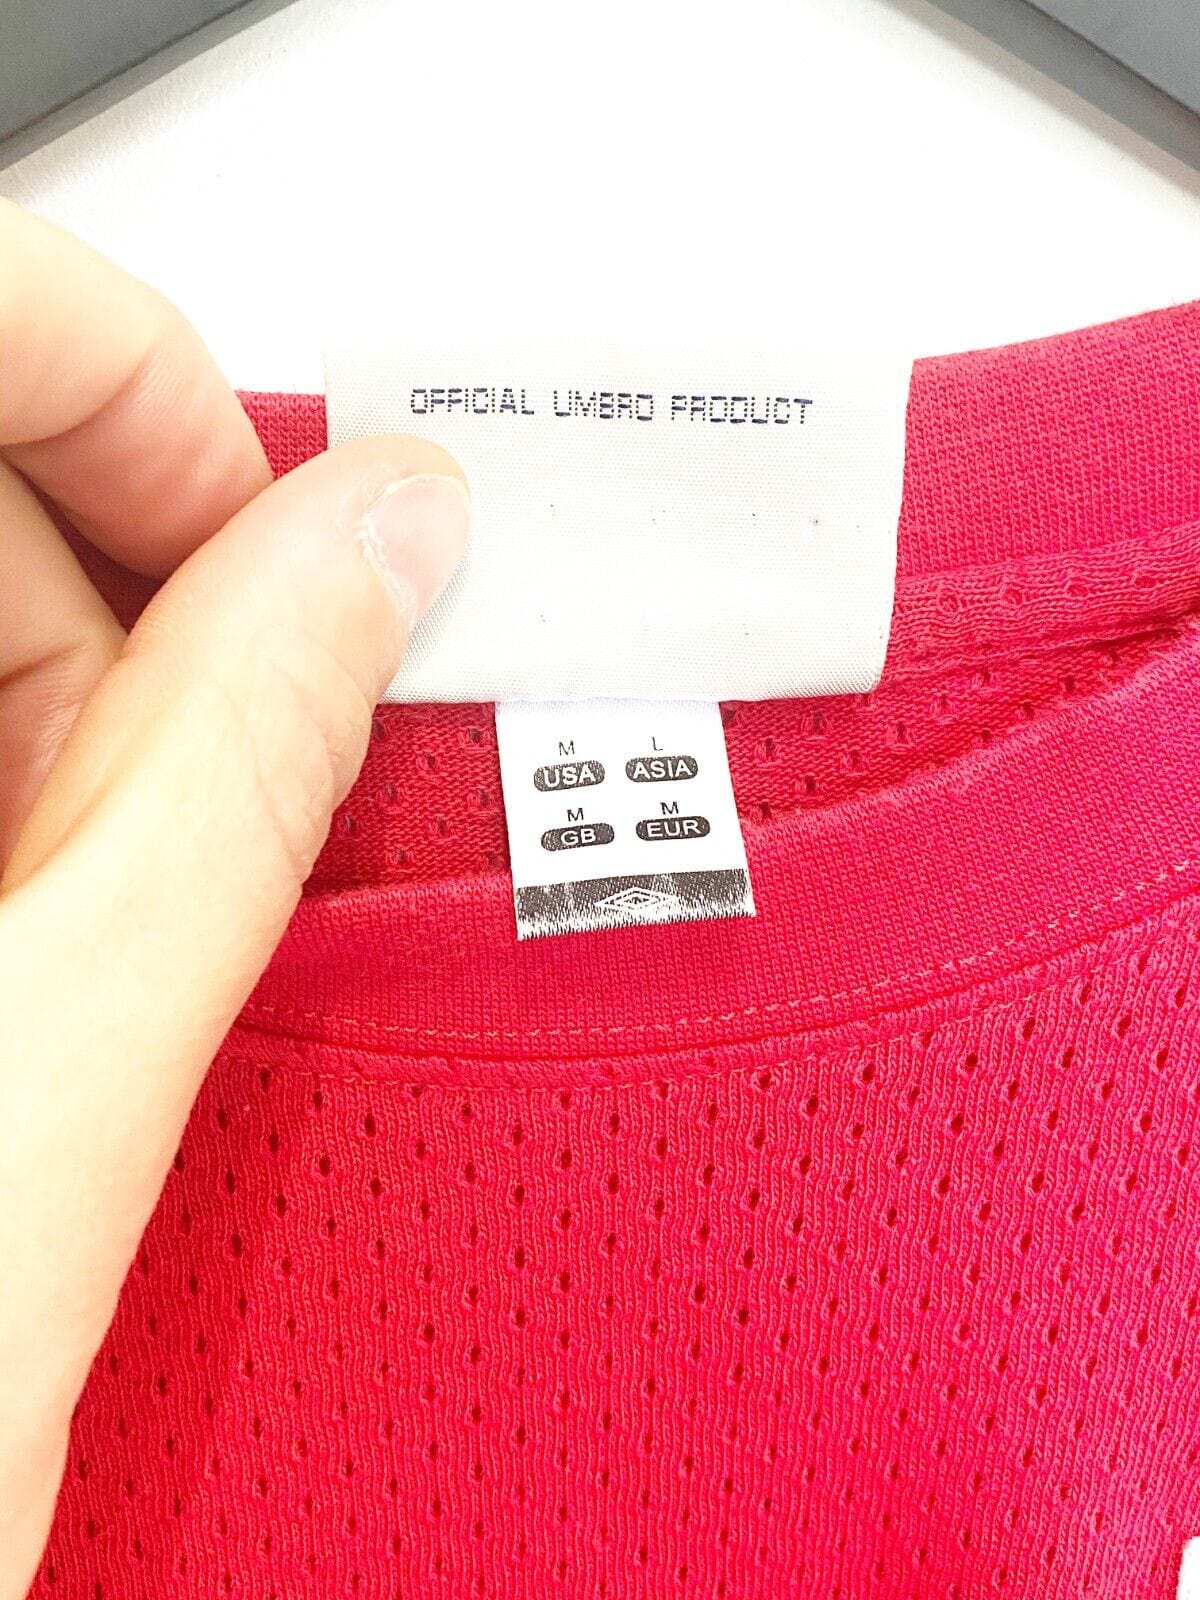 OFFICIAL UMBRO PRODUCT
M L
USA ASIA
M M
GB EUR